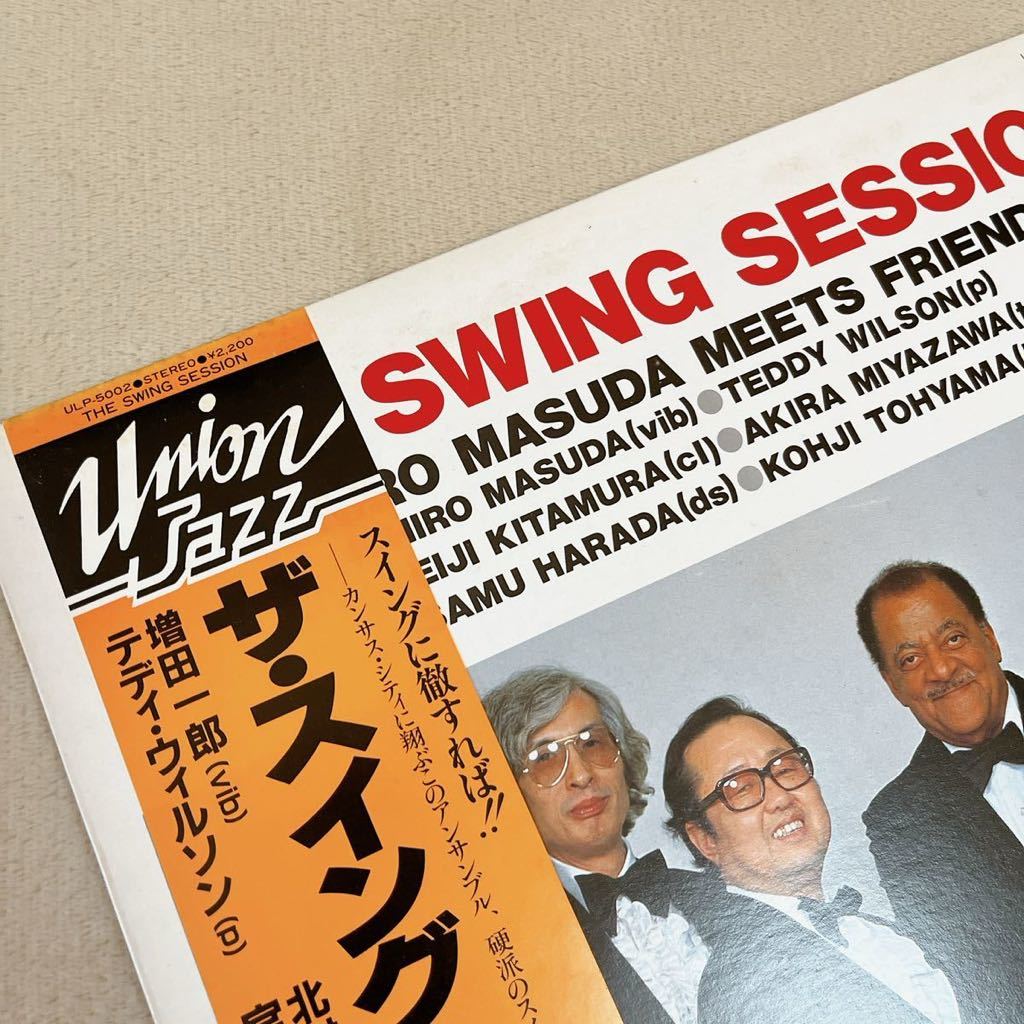 SWING SESSIO
RO MASUDA MEETS FRIEND
HIRO MASUDA(vib)●TEDDY WILSON(p)
EIJI KITAMURA(cl)●AKIRA MIYAZAWA(t
SAMU HARADA(ds)●KOHJI TOHYAMA(
ULP-5002●STEREO●¥2,200
THE SWING SESSION
Union
Jazz
スイングに徹すれば!!
──カンサス・シティに翔ぶこのアンサンブル、硬派のス
ザ・スイング
増田一郎(vib)
テディ・ウィルソン(p)
北
宮